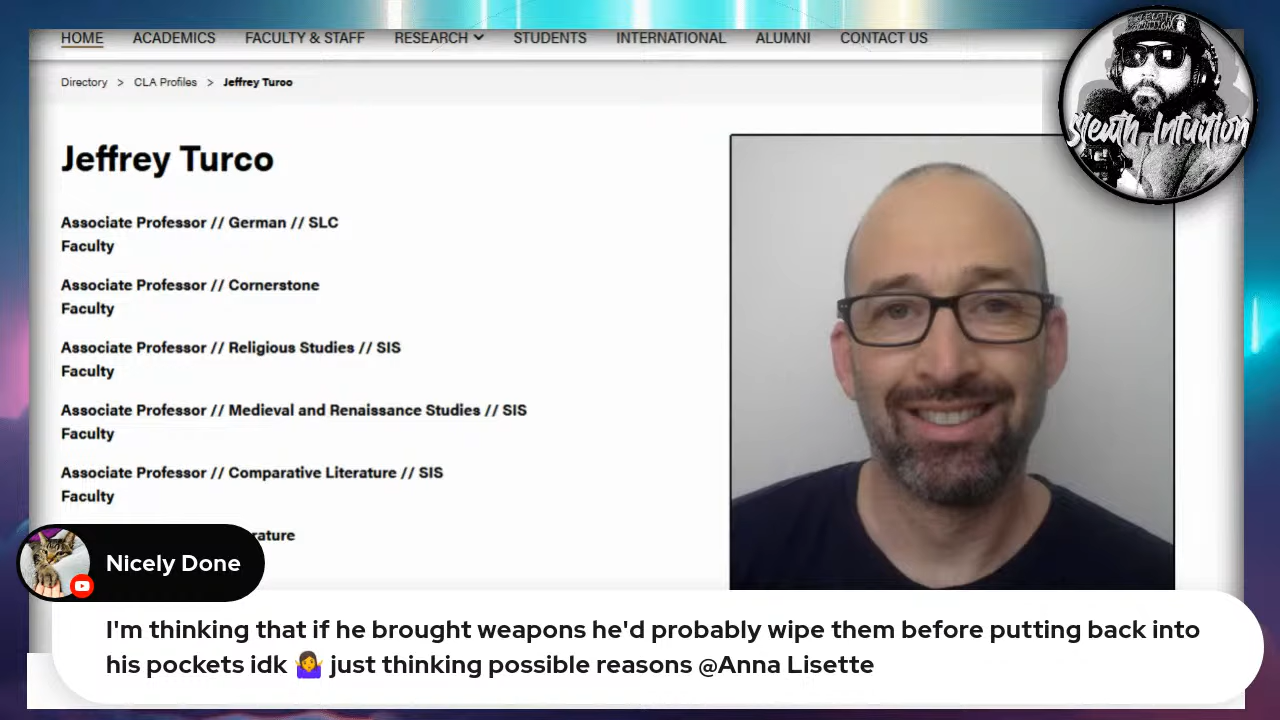 HOME ACADEMICS FACULTY & STAFF RESEARCH STUDENTS INTERNATIONAL ALUMNI CONTACT US
Directory > CLA Profiles > Jeffrey Turco
Sleuth Intuition
Jeffrey Turco
Associate Professor // German // SLC
Faculty
Associate Professor // Cornerstone
Faculty
Associate Professor // Religious Studies // SIS
Faculty
Associate Professor // Medieval and Renaissance Studies // SIS
Faculty
Associate Professor // Comparative Literature // SIS
Faculty
Nicely Done
I'm thinking that if he brought weapons he'd probably wipe them before putting back into
his pockets idk 🤷‍♀️ just thinking possible reasons @Anna Lisette